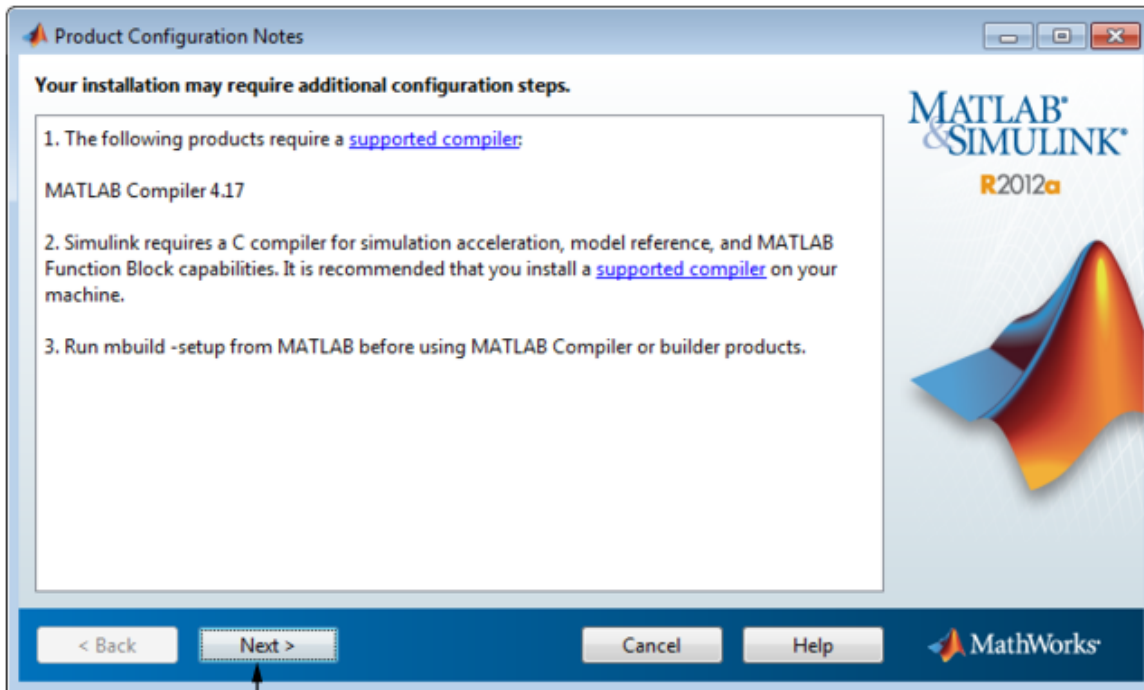 Product Configuration Notes
Your installation may require additional configuration steps.
1. The following products require a supported compiler:
MATLAB Compiler 4.17
2. Simulink requires a C compiler for simulation acceleration, model reference, and MATLAB
Function Block capabilities. It is recommended that you install a supported compiler on your
machine.
3. Run mbuild -setup from MATLAB before using MATLAB Compiler or builder products.
MATLAB®
&SIMULINK®
R2012a
< Back
Next >
Cancel
Help
MathWorks®